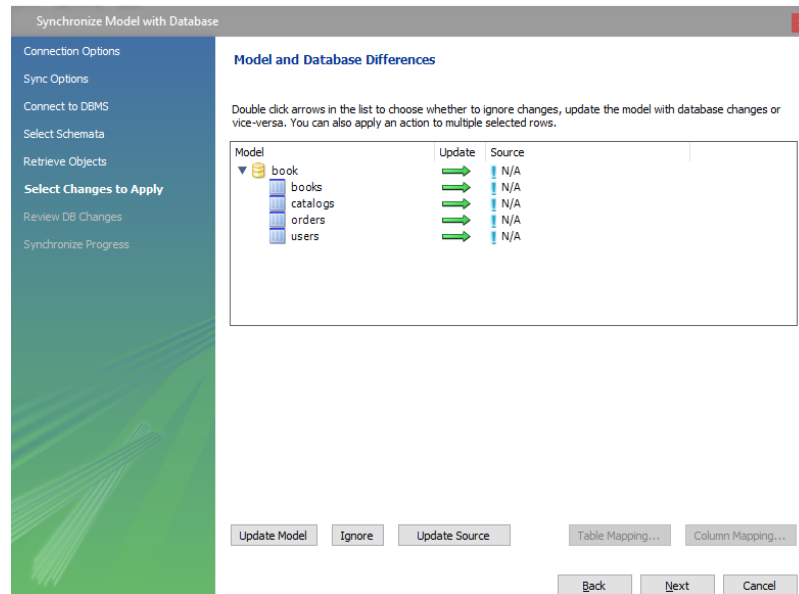 Synchronize Model with Database
Connection Options
Sync Options
Connect to DBMS
Select Schemata
Retrieve Objects
Select Changes to Apply
Review DB Changes
Synchronize Progress
Model and Database Differences
Double click arrows in the list to choose whether to ignore changes, update the model with database changes or
vice-versa. You can also apply an action to multiple selected rows.
Model Update Source
book N/A
books N/A
catalogs N/A
orders N/A
users N/A
Update Model Ignore Update Source Table Mapping... Column Mapping...
Back Next Cancel